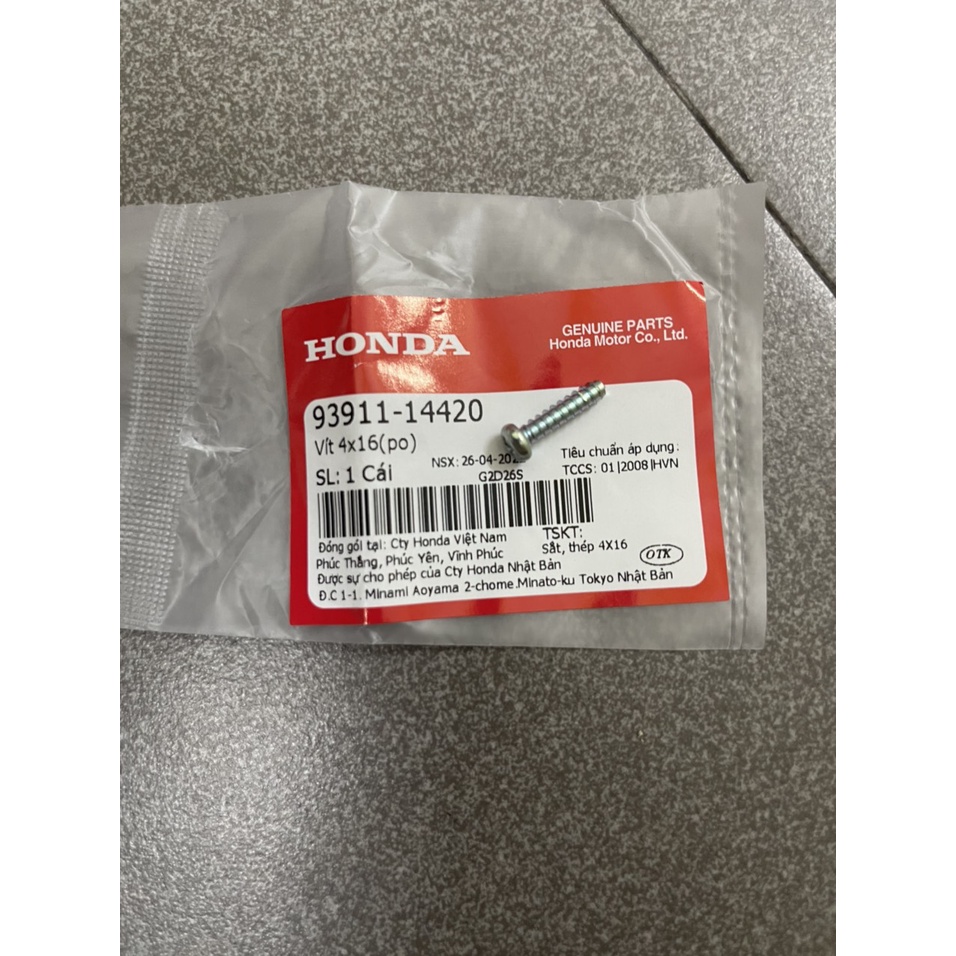 HONDA
GENUINE PARTS
Honda Motor Co., Ltd.
93911-14420
Vít 4x16(po)
SL: 1 Cái
NSX: 26-04-20
G2D26S
Tiêu chuẩn áp dụng:
TCCS: 01|2008|HVN
Đóng gói tại: Cty Honda Việt Nam
Phúc Thắng, Phúc Yên, Vĩnh Phúc
Được sự cho phép của Cty Honda Nhật Bản
Đ.C 1-1. Minami Aoyama 2-chome.Minato-ku Tokyo Nhật Bản
TSKT:
Sắt, thép 4X16
OTK